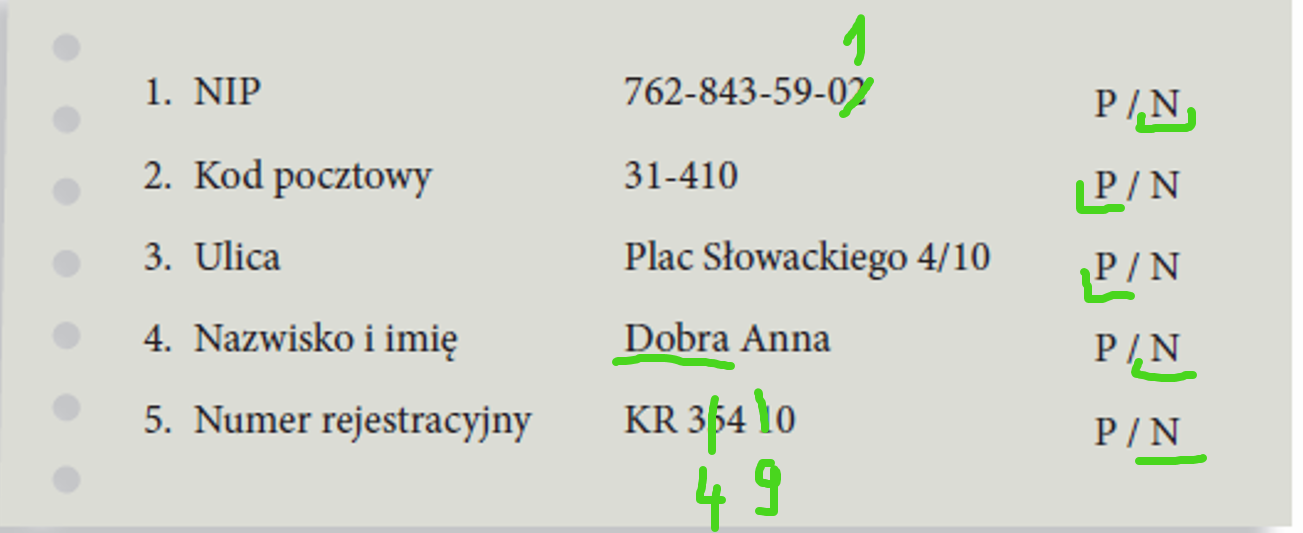 1
1. NIP 762-843-59-02 P / N
2. Kod pocztowy 31-410 P / N
3. Ulica Plac Słowackiego 4/10 P / N
4. Nazwisko i imię Dobra Anna P / N
5. Numer rejestracyjny KR 354 10 P / N
4 9